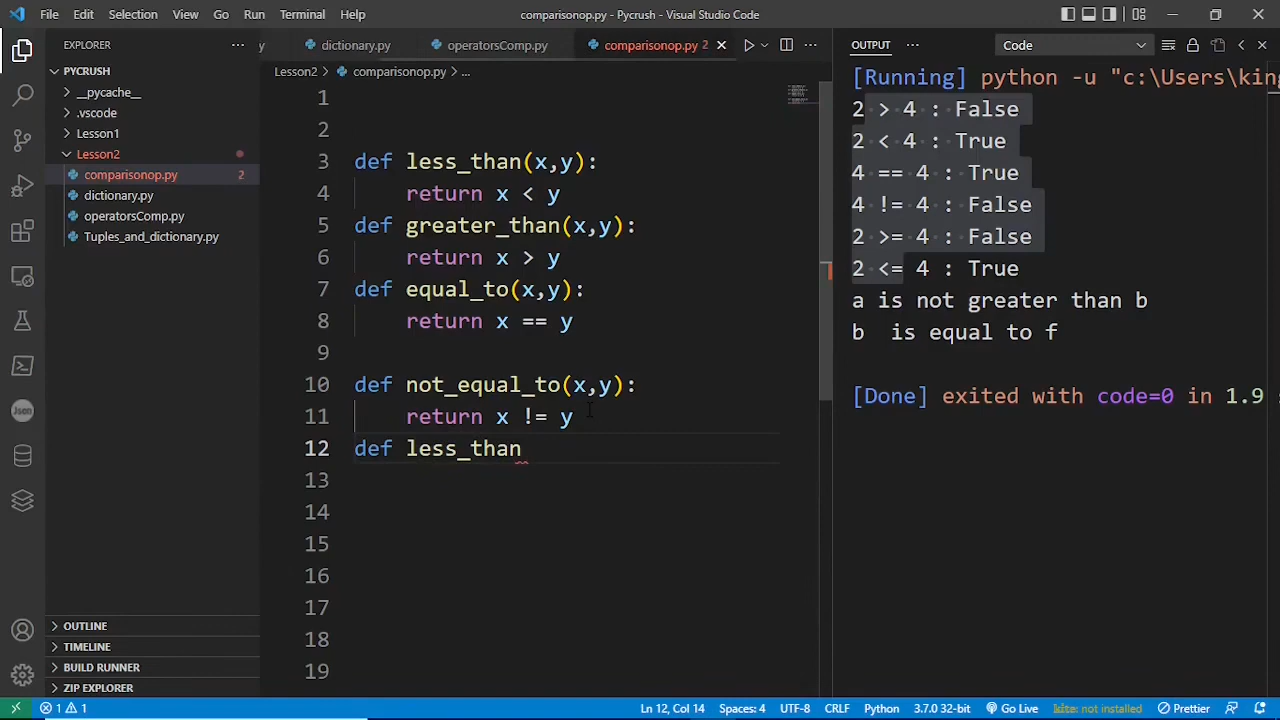 File Edit Selection View Go Run Terminal Help comparisonop.py - Pycrush - Visual Studio Code
EXPLORER
PYCRUSH
__pycache__
.vscode
Lesson1
Lesson2
comparisonop.py 2
dictionary.py
operatorsComp.py
Tuples_and_dictionary.py
OUTLINE
TIMELINE
BUILD RUNNER
ZIP EXPLORER
y dictionary.py operatorsComp.py comparisonop.py 2
Lesson2 > comparisonop.py > ...
1
2
3 def less_than(x,y):
4 return x < y
5 def greater_than(x,y):
6 return x > y
7 def equal_to(x,y):
8 return x == y
9
10 def not_equal_to(x,y):
11 return x != y
12 def less_than
13
14
15
16
17
18
19
OUTPUT Code
[Running] python -u "c:\Users\king
2 > 4 : False
2 < 4 : True
4 == 4 : True
4 != 4 : False
2 >= 4 : False
2 <= 4 : True
a is not greater than b
b  is equal to f
[Done] exited with code=0 in 1.9 s
Json
1 1 Ln 12, Col 14 Spaces: 4 UTF-8 CRLF Python 3.7.0 32-bit Go Live kite: not installed Prettier